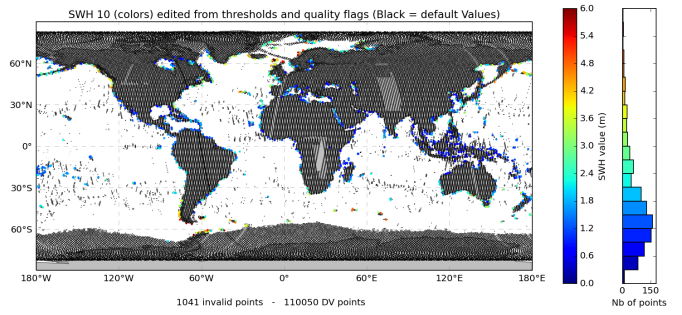 SWH 10 (colors) edited from thresholds and quality flags (Black = default Values)
60°N
30°N
0°
30°S
60°S
180°W 120°W 60°W 0° 60°E 120°E 180°E
1041 invalid points - 110050 DV points
6.0
5.4
4.8
4.2
3.6
3.0
2.4
1.8
1.2
0.6
0.0
SWH value (m)
0 150
Nb of points